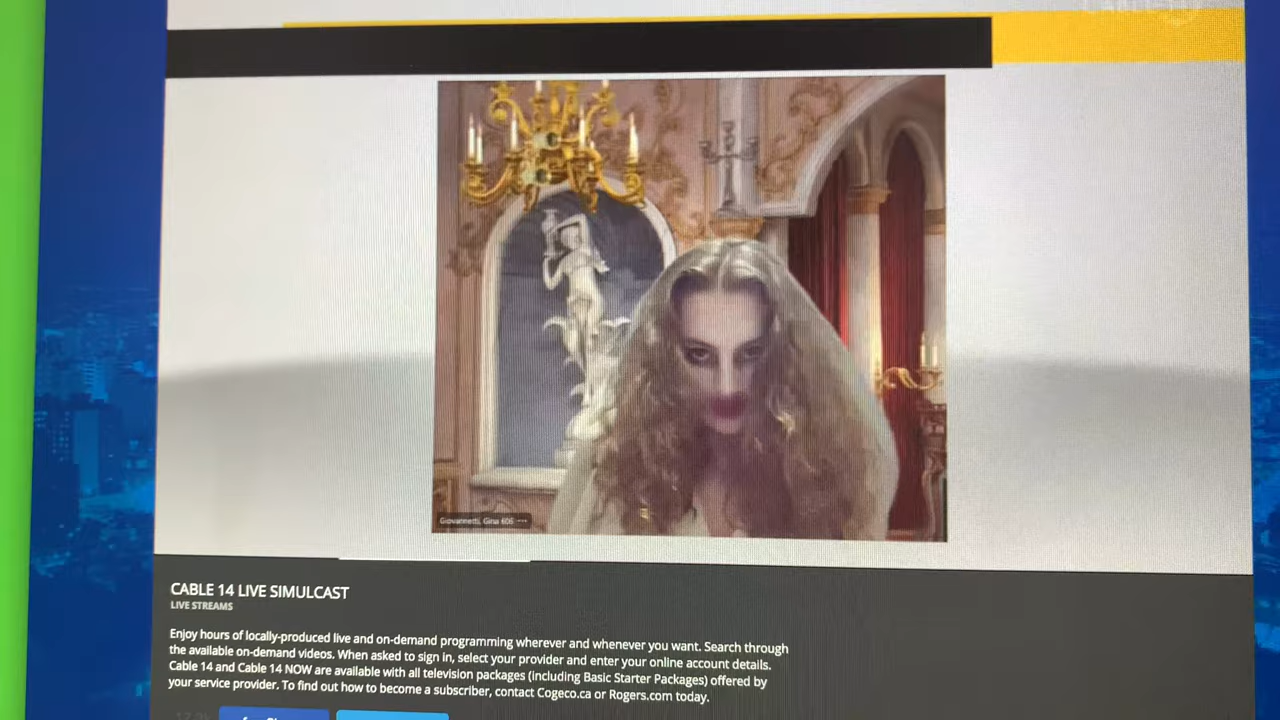 Giovannetti, Gina 606 ···
CABLE 14 LIVE SIMULCAST
LIVE STREAMS
Enjoy hours of locally-produced live and on-demand programming wherever and whenever you want. Search through
the available on-demand videos. When asked to sign in, select your provider and enter your online account details.
Cable 14 and Cable 14 NOW are available with all television packages (including Basic Starter Packages) offered by
your service provider. To find out how to become a subscriber, contact Cogeco.ca or Rogers.com today.